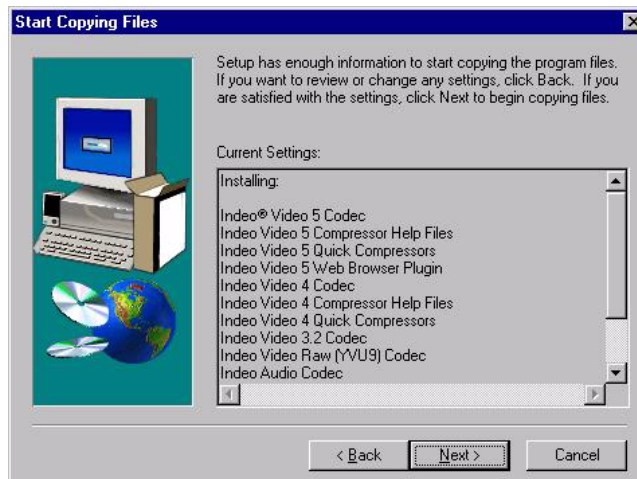 Start Copying Files
Setup has enough information to start copying the program files.
If you want to review or change any settings, click Back. If you
are satisfied with the settings, click Next to begin copying files.
Current Settings:
Installing:
Indeo® Video 5 Codec
Indeo Video 5 Compressor Help Files
Indeo Video 5 Quick Compressors
Indeo Video 5 Web Browser Plugin
Indeo Video 4 Codec
Indeo Video 4 Compressor Help Files
Indeo Video 4 Quick Compressors
Indeo Video 3.2 Codec
Indeo Video Raw (YVU9) Codec
Indeo Audio Codec
< Back
Next >
Cancel